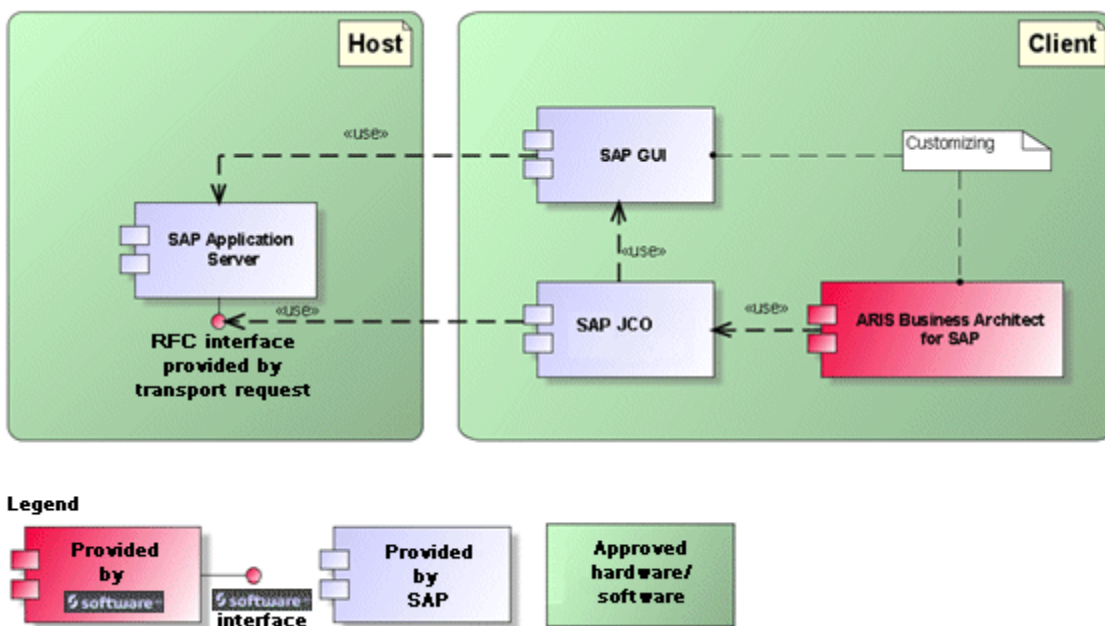 Host
Client
«use»
SAP GUI
Customizing
SAP Application
Server
«use»
«use»
SAP JCO
«use»
ARIS Business Architect
for SAP
RFC interface
provided by
transport request
Legend
Provided
by
software
software
interface
Provided
by
SAP
Approved
hardware/
software